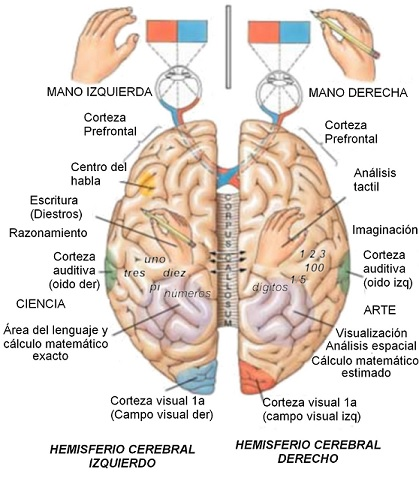 MANO IZQUIERDA
MANO DERECHA
Corteza
Prefrontal
Corteza
Prefrontal
Centro del
habla
Análisis
tactil
Escritura
(Diestros)
Razonamiento
Imaginación
CORPUS CALLOSUM
Corteza
auditiva
(oido der)
uno
tres diez
pi
números
1 2 3
100
1.5
digitos
Corteza
auditiva
(oido izq)
CIENCIA
ARTE
Área del lenguaje y
cálculo matemático
exacto
Visualización
Análisis espacial
Cálculo matemático
estimado
Corteza visual 1a
(Campo visual der)
Corteza visual 1a
(campo visual izq)
HEMISFERIO CEREBRAL
IZQUIERDO
HEMISFERIO CEREBRAL
DERECHO